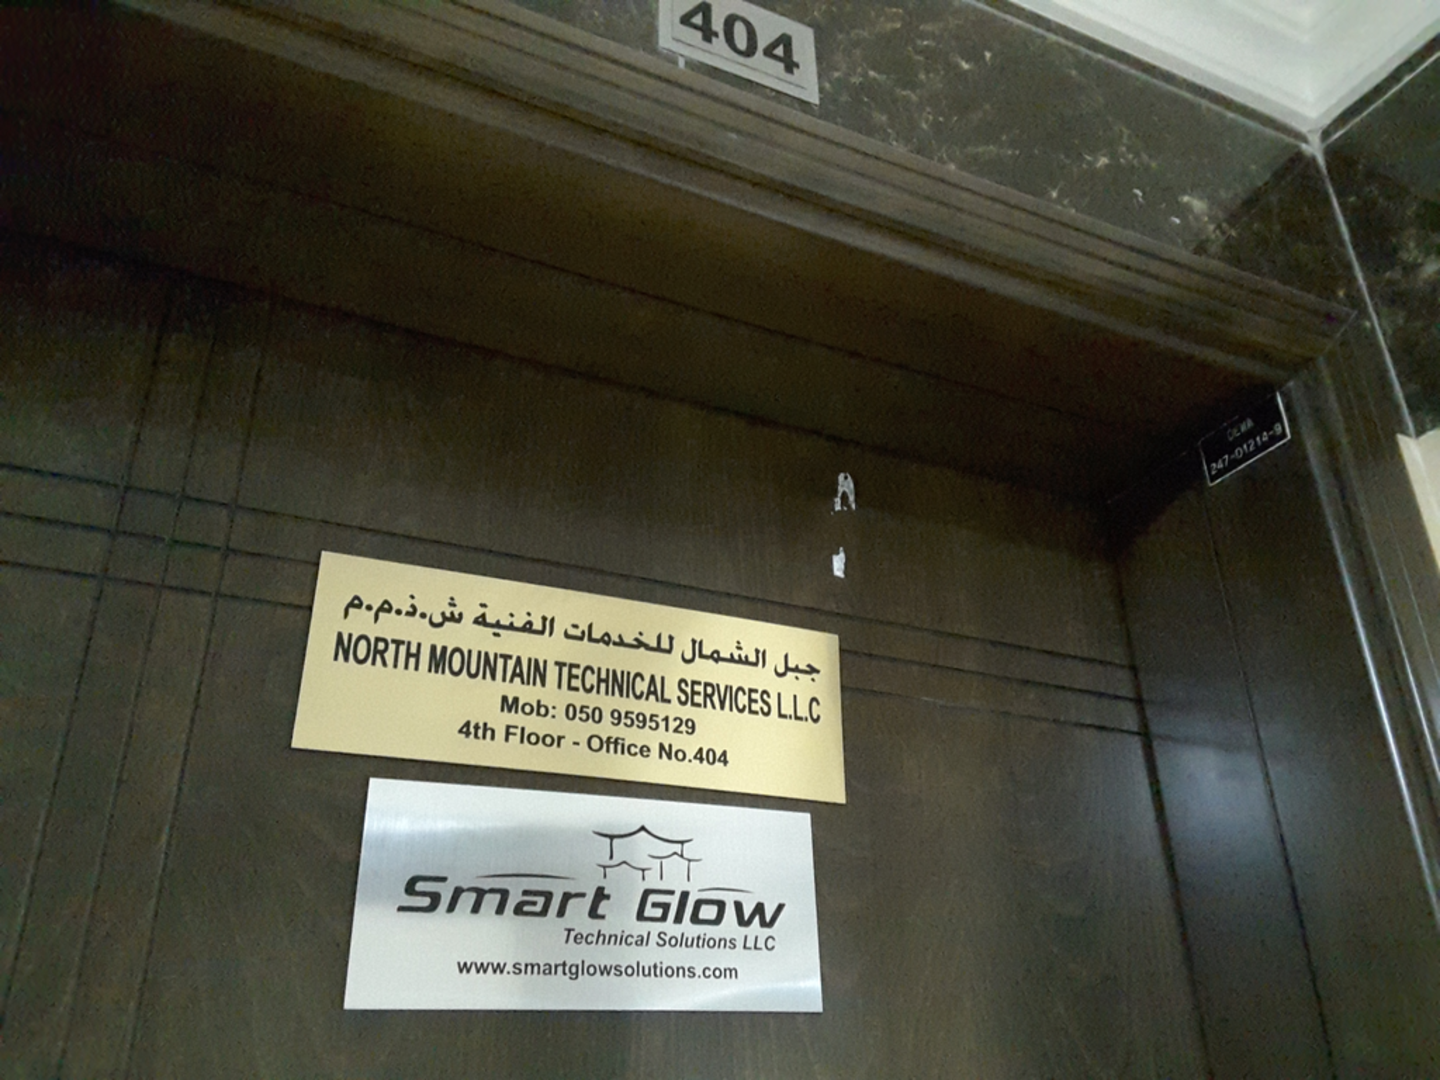 404
DEWA
247-01214-9
جبل الشمال للخدمات الفنية ش.ذ.م.م
NORTH MOUNTAIN TECHNICAL SERVICES L.L.C
Mob: 050 9595129
4th Floor - Office No.404
Smart Glow
Technical Solutions LLC
www.smartglowsolutions.com